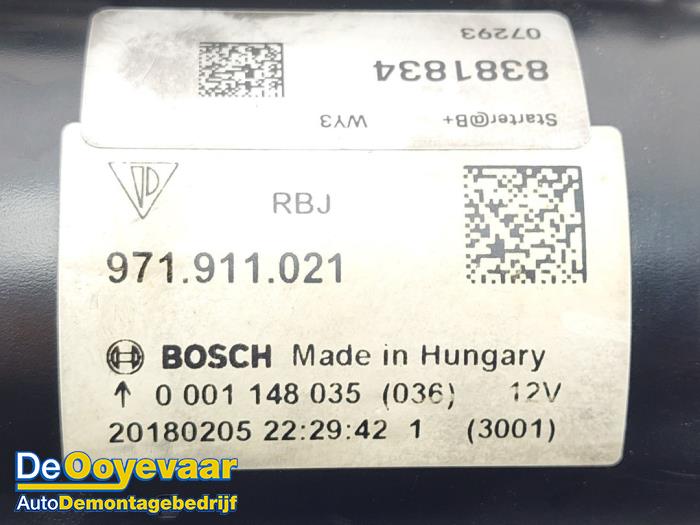 07293
8381834
Starter@B+ WY3
RBJ
971.911.021
BOSCH Made in Hungary
↑ 0 001 148 035 (036) 12V
20180205 22:29:42 1 (3001)
De Ooyevaar
AutoDemontagebedrijf